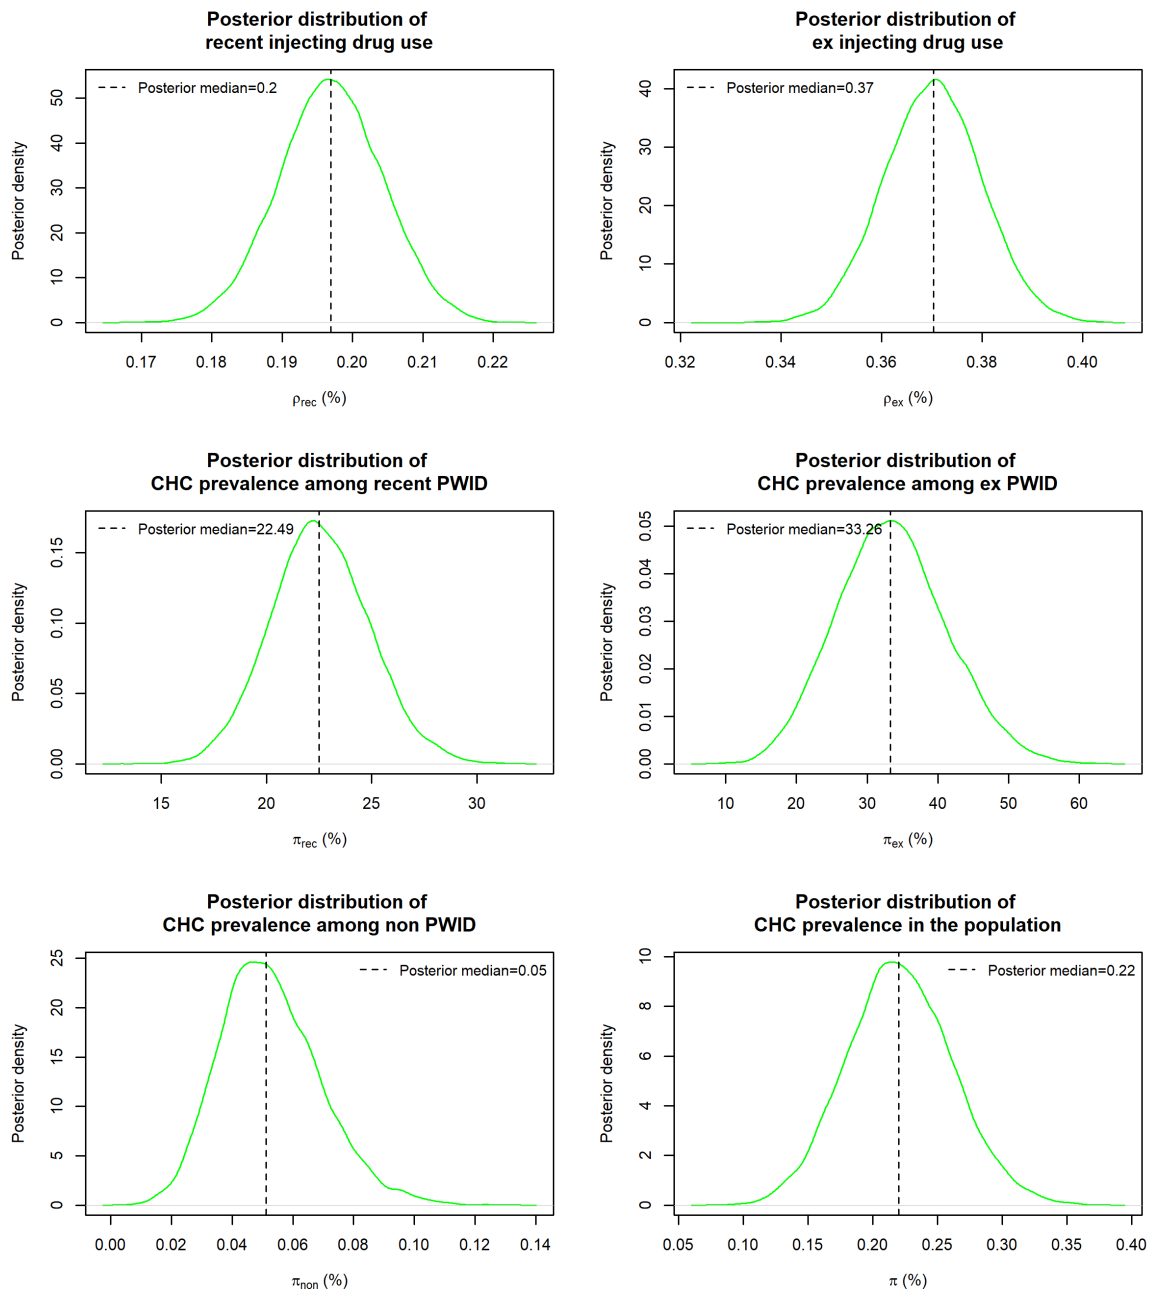 Posterior distribution of
recent injecting drug use
Posterior median=0.2
Posterior density
0
10
20
30
40
50
0.17
0.18
0.19
0.20
0.21
0.22
ρrec (%)
Posterior distribution of
ex injecting drug use
Posterior median=0.37
Posterior density
0
10
20
30
40
0.32
0.34
0.36
0.38
0.40
ρex (%)
Posterior distribution of
CHC prevalence among recent PWID
Posterior median=22.49
Posterior density
0.00
0.05
0.10
0.15
15
20
25
30
πrec (%)
Posterior distribution of
CHC prevalence among ex PWID
Posterior median=33.26
Posterior density
0.00
0.01
0.02
0.03
0.04
0.05
10
20
30
40
50
60
πex (%)
Posterior distribution of
CHC prevalence among non PWID
Posterior median=0.05
Posterior density
0
5
10
15
20
25
0.00
0.02
0.04
0.06
0.08
0.10
0.12
0.14
πnon (%)
Posterior distribution of
CHC prevalence in the population
Posterior median=0.22
Posterior density
0
2
4
6
8
10
0.05
0.10
0.15
0.20
0.25
0.30
0.35
0.40
π (%)